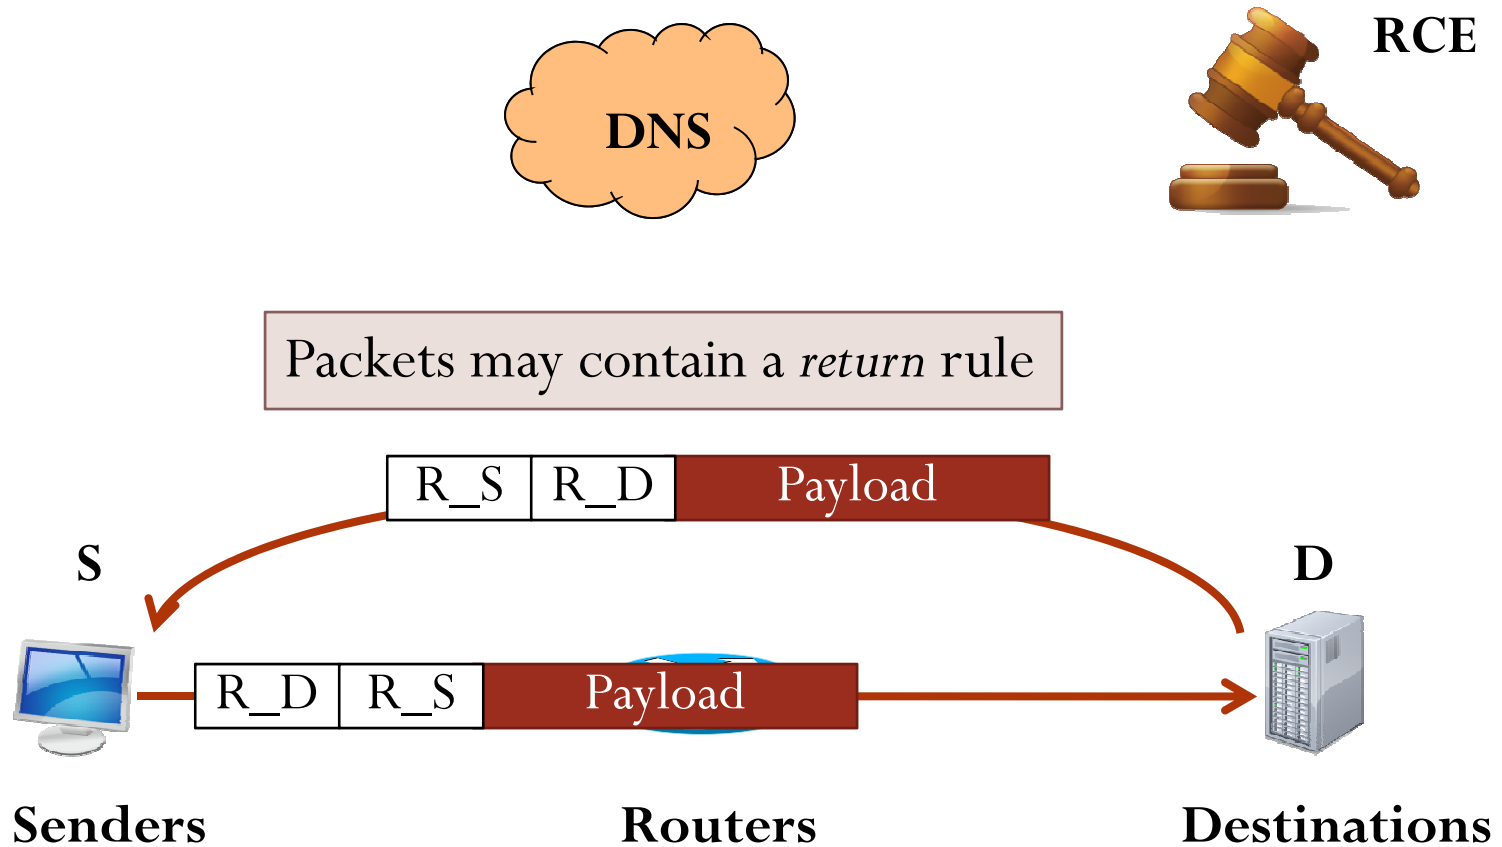 RCE
DNS
Packets may contain a return rule
R_S R_D Payload
S
D
R_D R_S Payload
Senders
Routers
Destinations